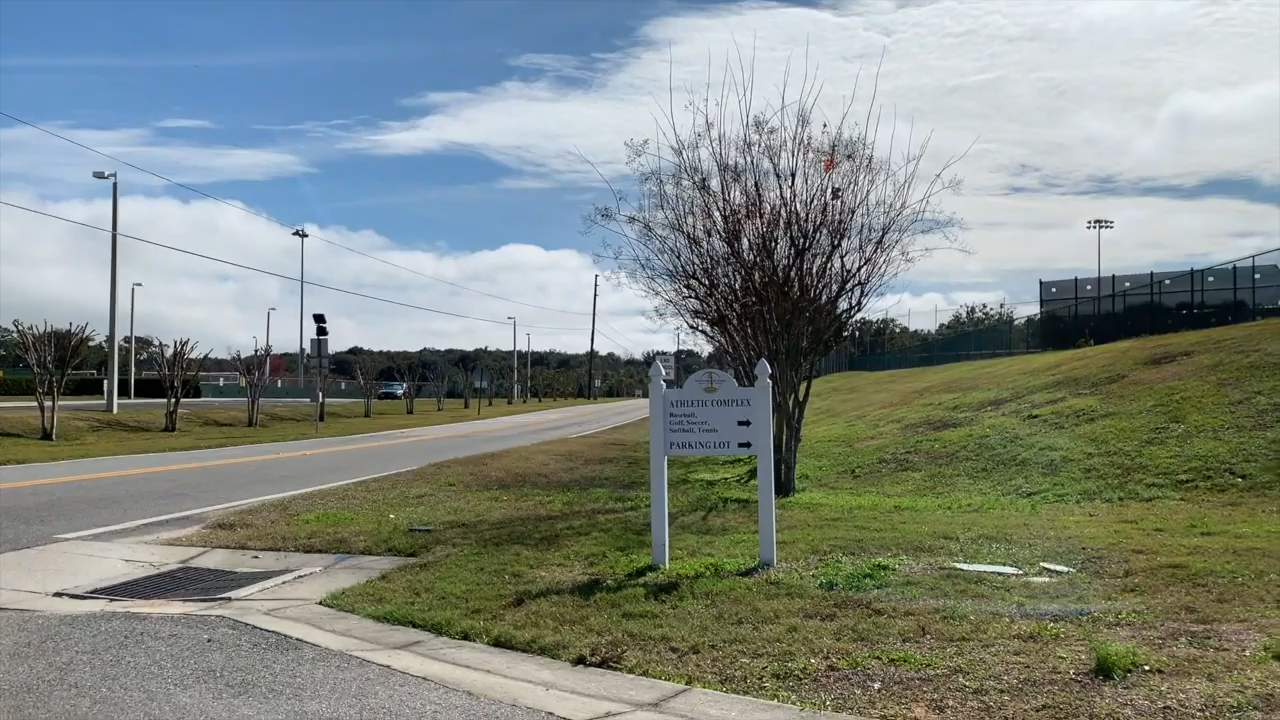 ATHLETIC COMPLEX
Baseball,
Golf, Soccer,
Softball, Tennis
PARKING LOT